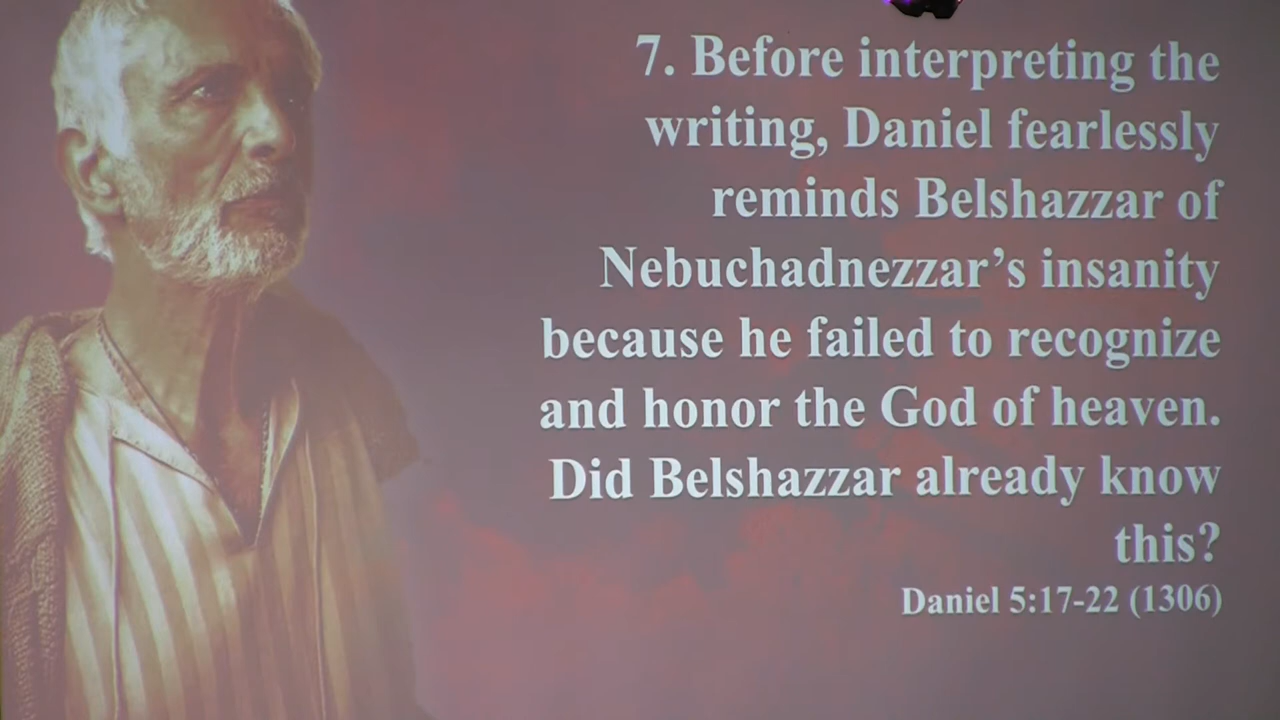 7. Before interpreting the
writing, Daniel fearlessly
reminds Belshazzar of
Nebuchadnezzar’s insanity
because he failed to recognize
and honor the God of heaven.
Did Belshazzar already know
this?
Daniel 5:17-22 (1306)